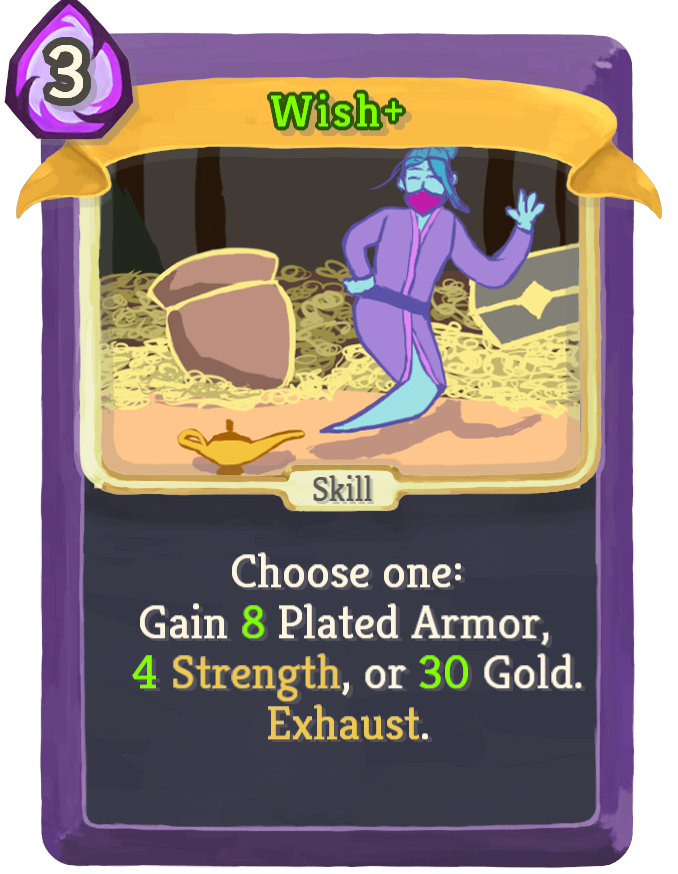 3
Wish+
Skill
Choose one:
Gain 8 Plated Armor,
4 Strength, or 30 Gold.
Exhaust.